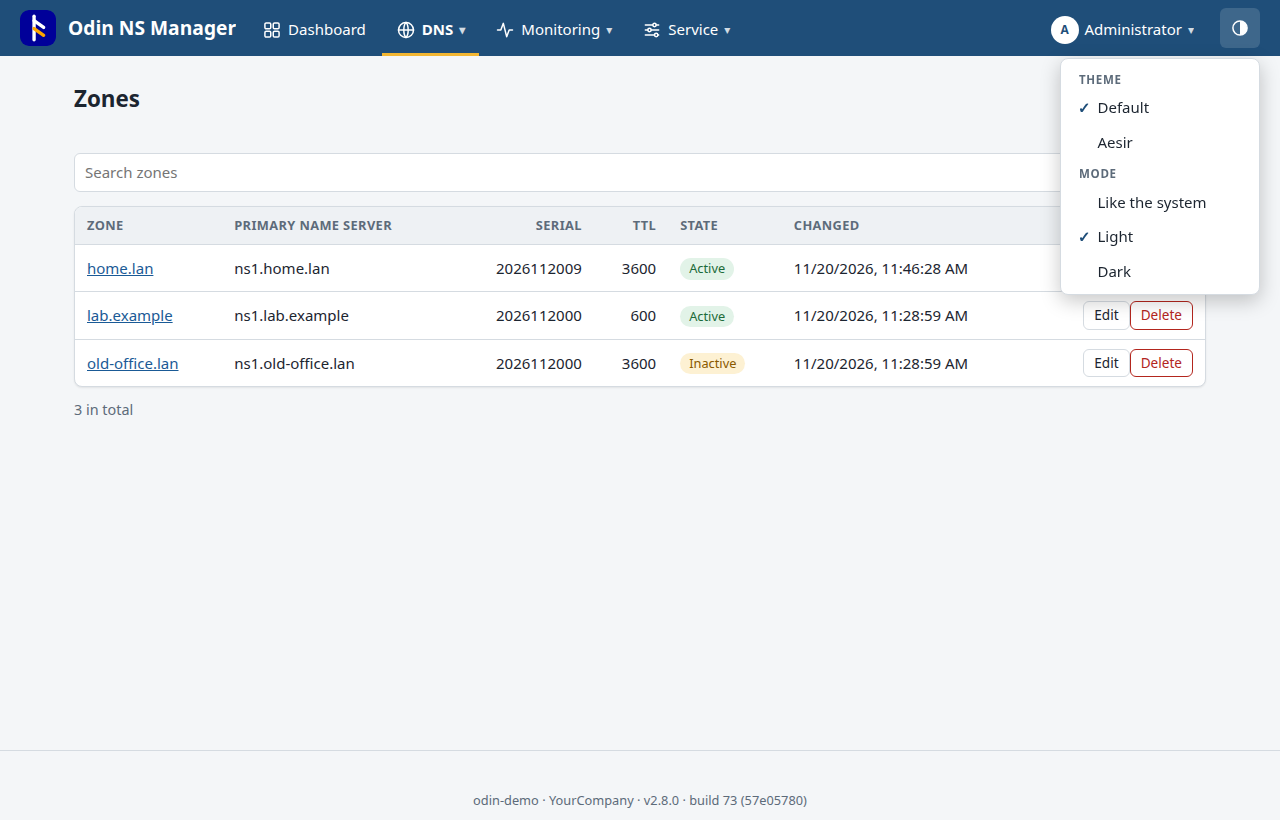 Odin NS Manager Dashboard DNS ▾ Monitoring ▾ Service ▾ A Administrator ▾
THEME
✓ Default
Aesir
MODE
Like the system
✓ Light
Dark
Zones
Search zones
ZONE PRIMARY NAME SERVER SERIAL TTL STATE CHANGED
home.lan ns1.home.lan 2026112009 3600 Active 11/20/2026, 11:46:28 AM
lab.example ns1.lab.example 2026112000 600 Active 11/20/2026, 11:28:59 AM Edit Delete
old-office.lan ns1.old-office.lan 2026112000 3600 Inactive 11/20/2026, 11:28:59 AM Edit Delete
3 in total
odin-demo · YourCompany · v2.8.0 · build 73 (57e05780)